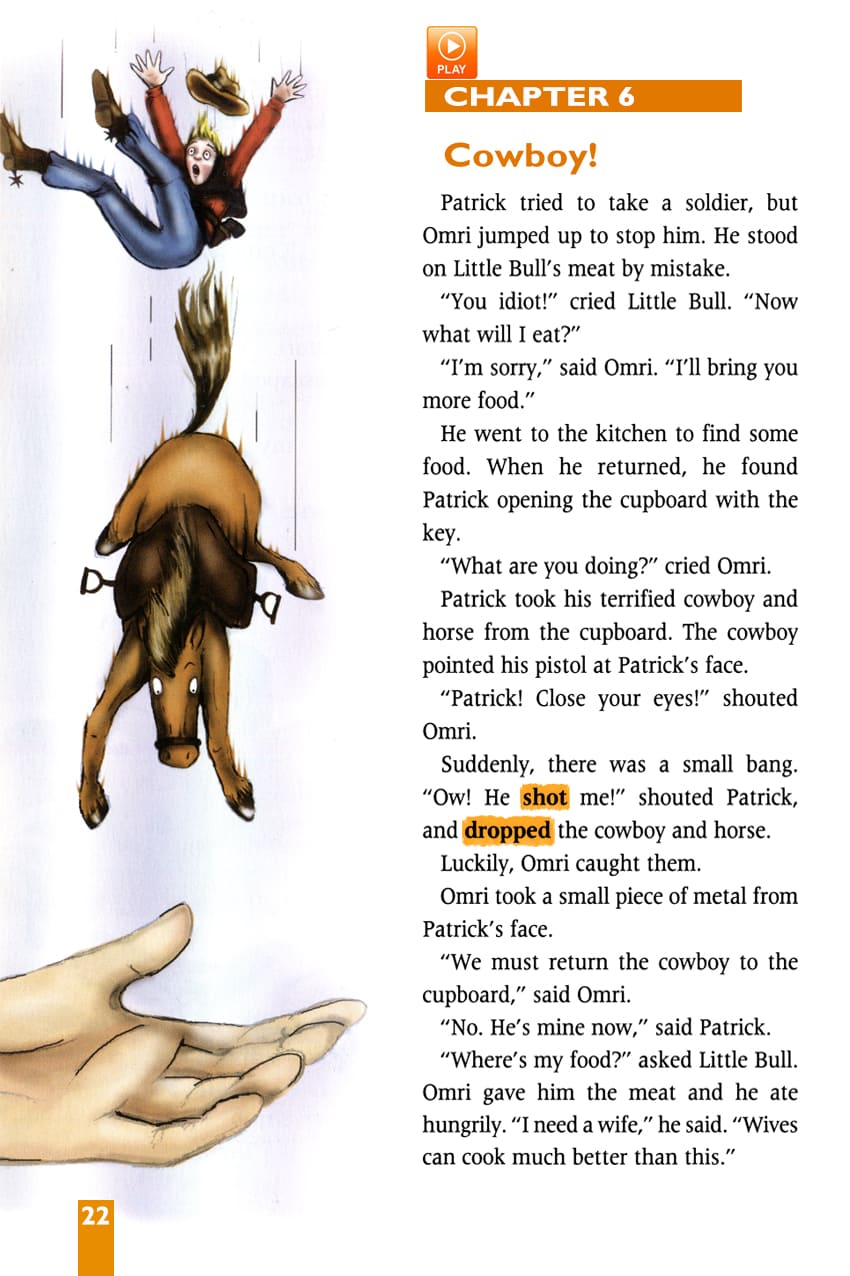 PLAY
CHAPTER 6
Cowboy!
Patrick tried to take a soldier, but
Omri jumped up to stop him. He stood
on Little Bull's meat by mistake.
“You idiot!” cried Little Bull. “Now
what will I eat?”
“I'm sorry,” said Omri. “I'll bring you
more food.”
He went to the kitchen to find some
food. When he returned, he found
Patrick opening the cupboard with the
key.
“What are you doing?” cried Omri.
Patrick took his terrified cowboy and
horse from the cupboard. The cowboy
pointed his pistol at Patrick's face.
“Patrick! Close your eyes!” shouted
Omri.
Suddenly, there was a small bang.
“Ow! He shot me!” shouted Patrick,
and dropped the cowboy and horse.
Luckily, Omri caught them.
Omri took a small piece of metal from
Patrick's face.
“We must return the cowboy to the
cupboard,” said Omri.
“No. He's mine now,” said Patrick.
“Where's my food?” asked Little Bull.
Omri gave him the meat and he ate
hungrily. “I need a wife,” he said. “Wives
can cook much better than this.”
22